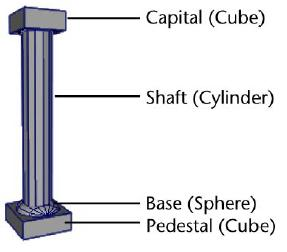 Capital (Cube)
Shaft (Cylinder)
Base (Sphere)
Pedestal (Cube)